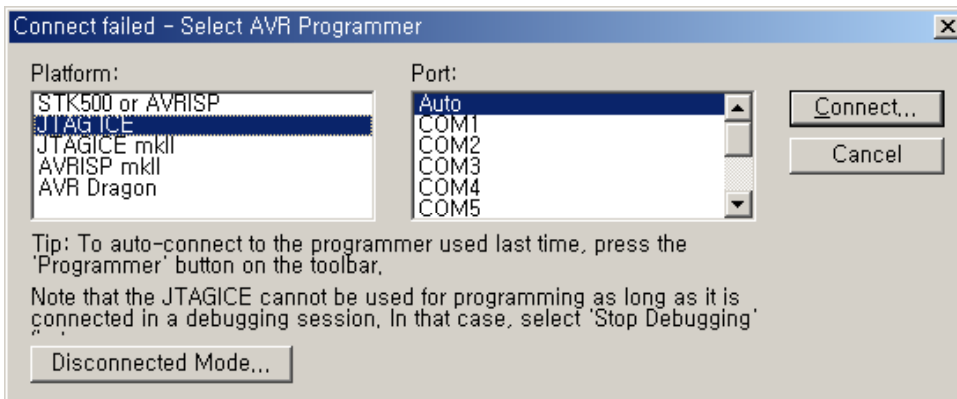 Connect failed - Select AVR Programmer
Platform:
Port:
STK500 or AVRISP
JTAG ICE
JTAGICE mkII
AVRISP mkII
AVR Dragon
Auto
COM1
COM2
COM3
COM4
COM5
Connect...
Cancel
Tip: To auto-connect to the programmer used last time, press the
'Programmer' button on the toolbar.
Note that the JTAGICE cannot be used for programming as long as it is
connected in a debugging session. In that case, select 'Stop Debugging'
Disconnected Mode...